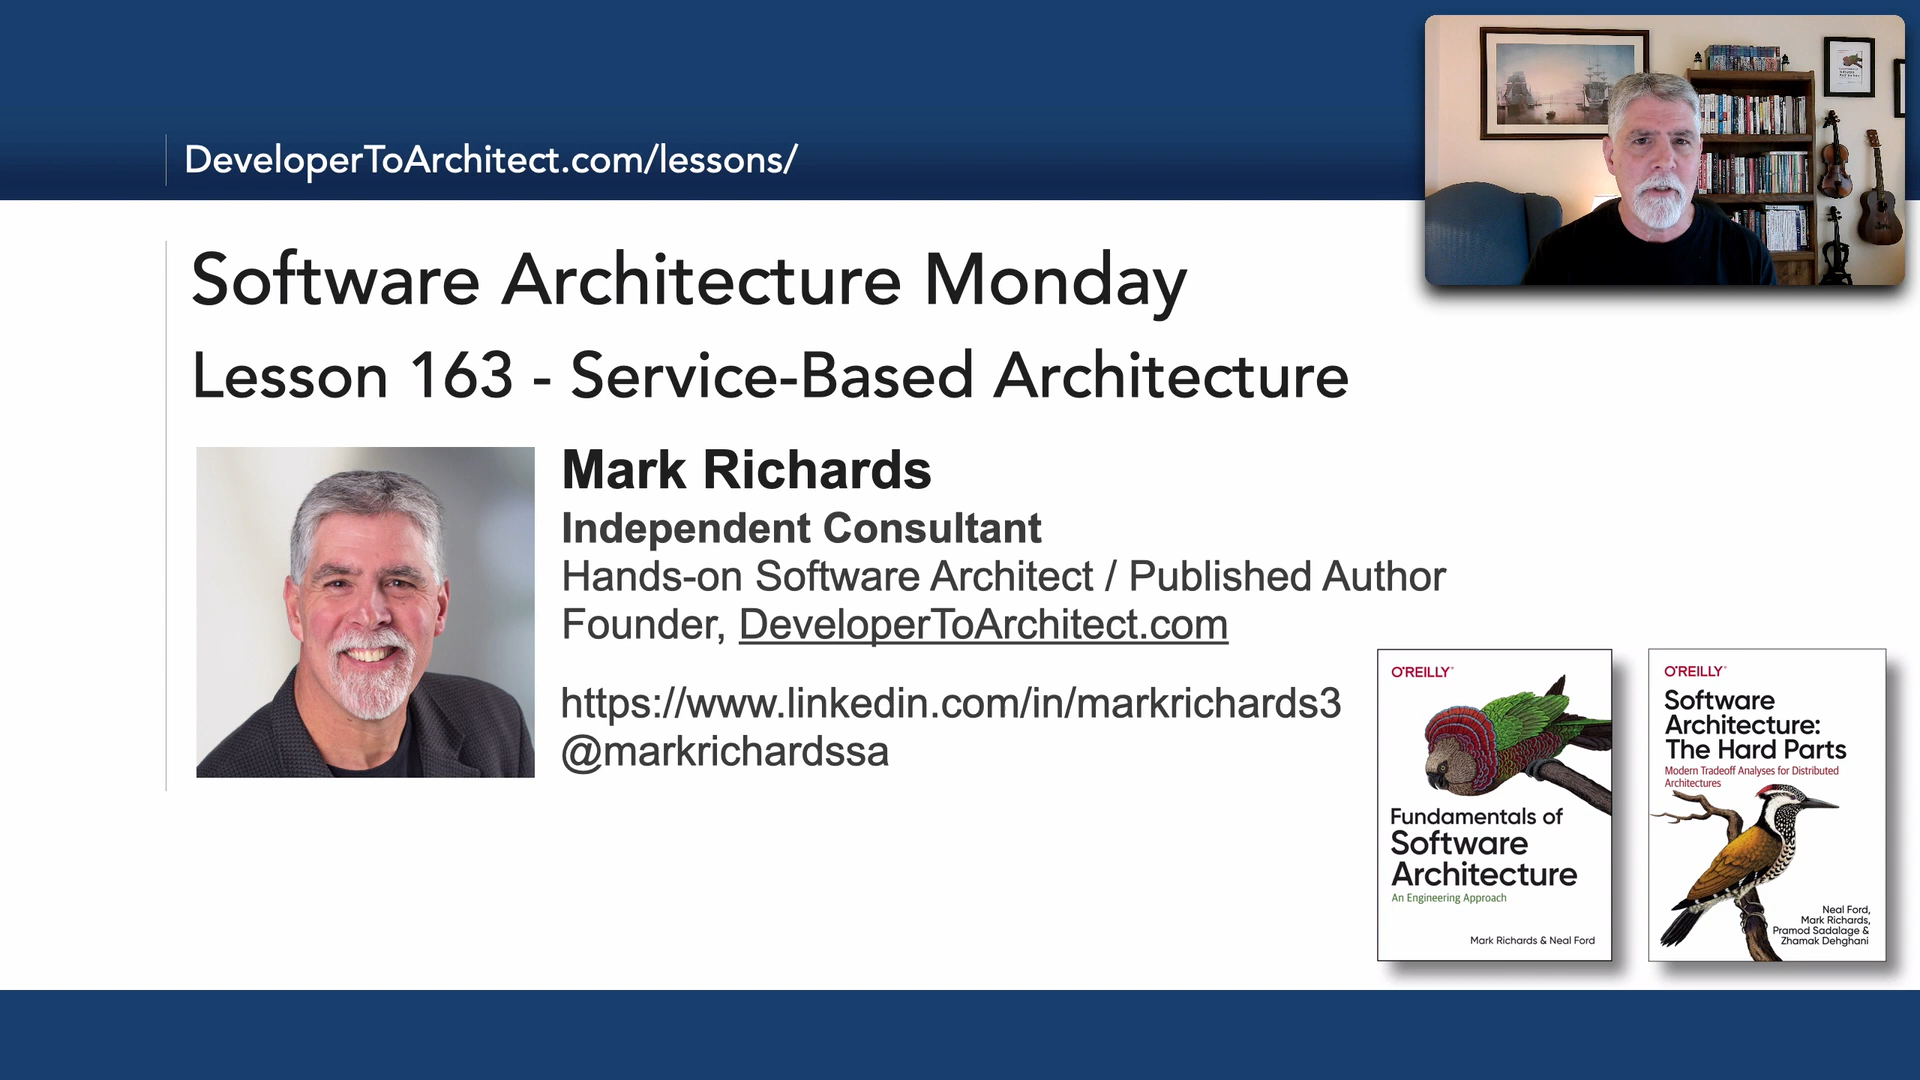 DeveloperToArchitect.com/lessons/
Software Architecture Monday
Lesson 163 - Service-Based Architecture
Mark Richards
Independent Consultant
Hands-on Software Architect / Published Author
Founder, DeveloperToArchitect.com
https://www.linkedin.com/in/markrichards3
@markrichardssa
O'REILLY
Fundamentals of
Software
Architecture
An Engineering Approach
Mark Richards & Neal Ford
O'REILLY
Software
Architecture:
The Hard Parts
Modern Tradeoff Analyses for Distributed
Architectures
Neal Ford,
Mark Richards,
Pramod Sadalage &
Zhamak Dehghani